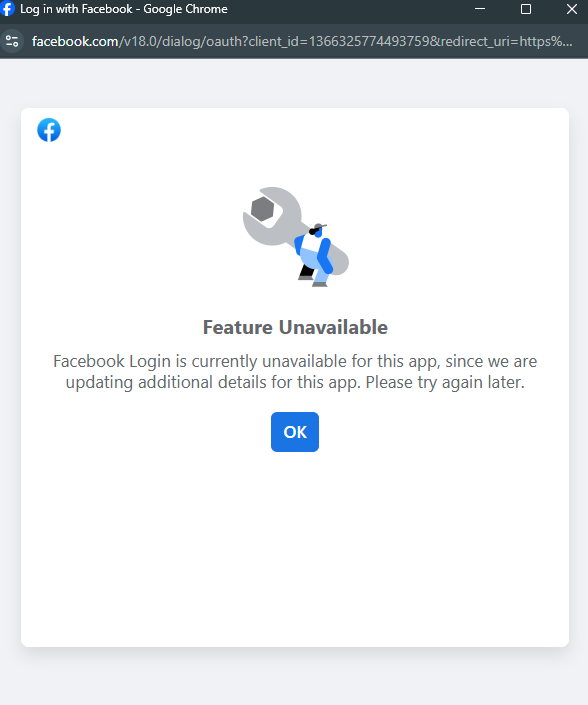 Log in with Facebook - Google Chrome
facebook.com/v18.0/dialog/oauth?client_id=1366325774493759&redirect_uri=https%...
Feature Unavailable
Facebook Login is currently unavailable for this app, since we are
updating additional details for this app. Please try again later.
OK